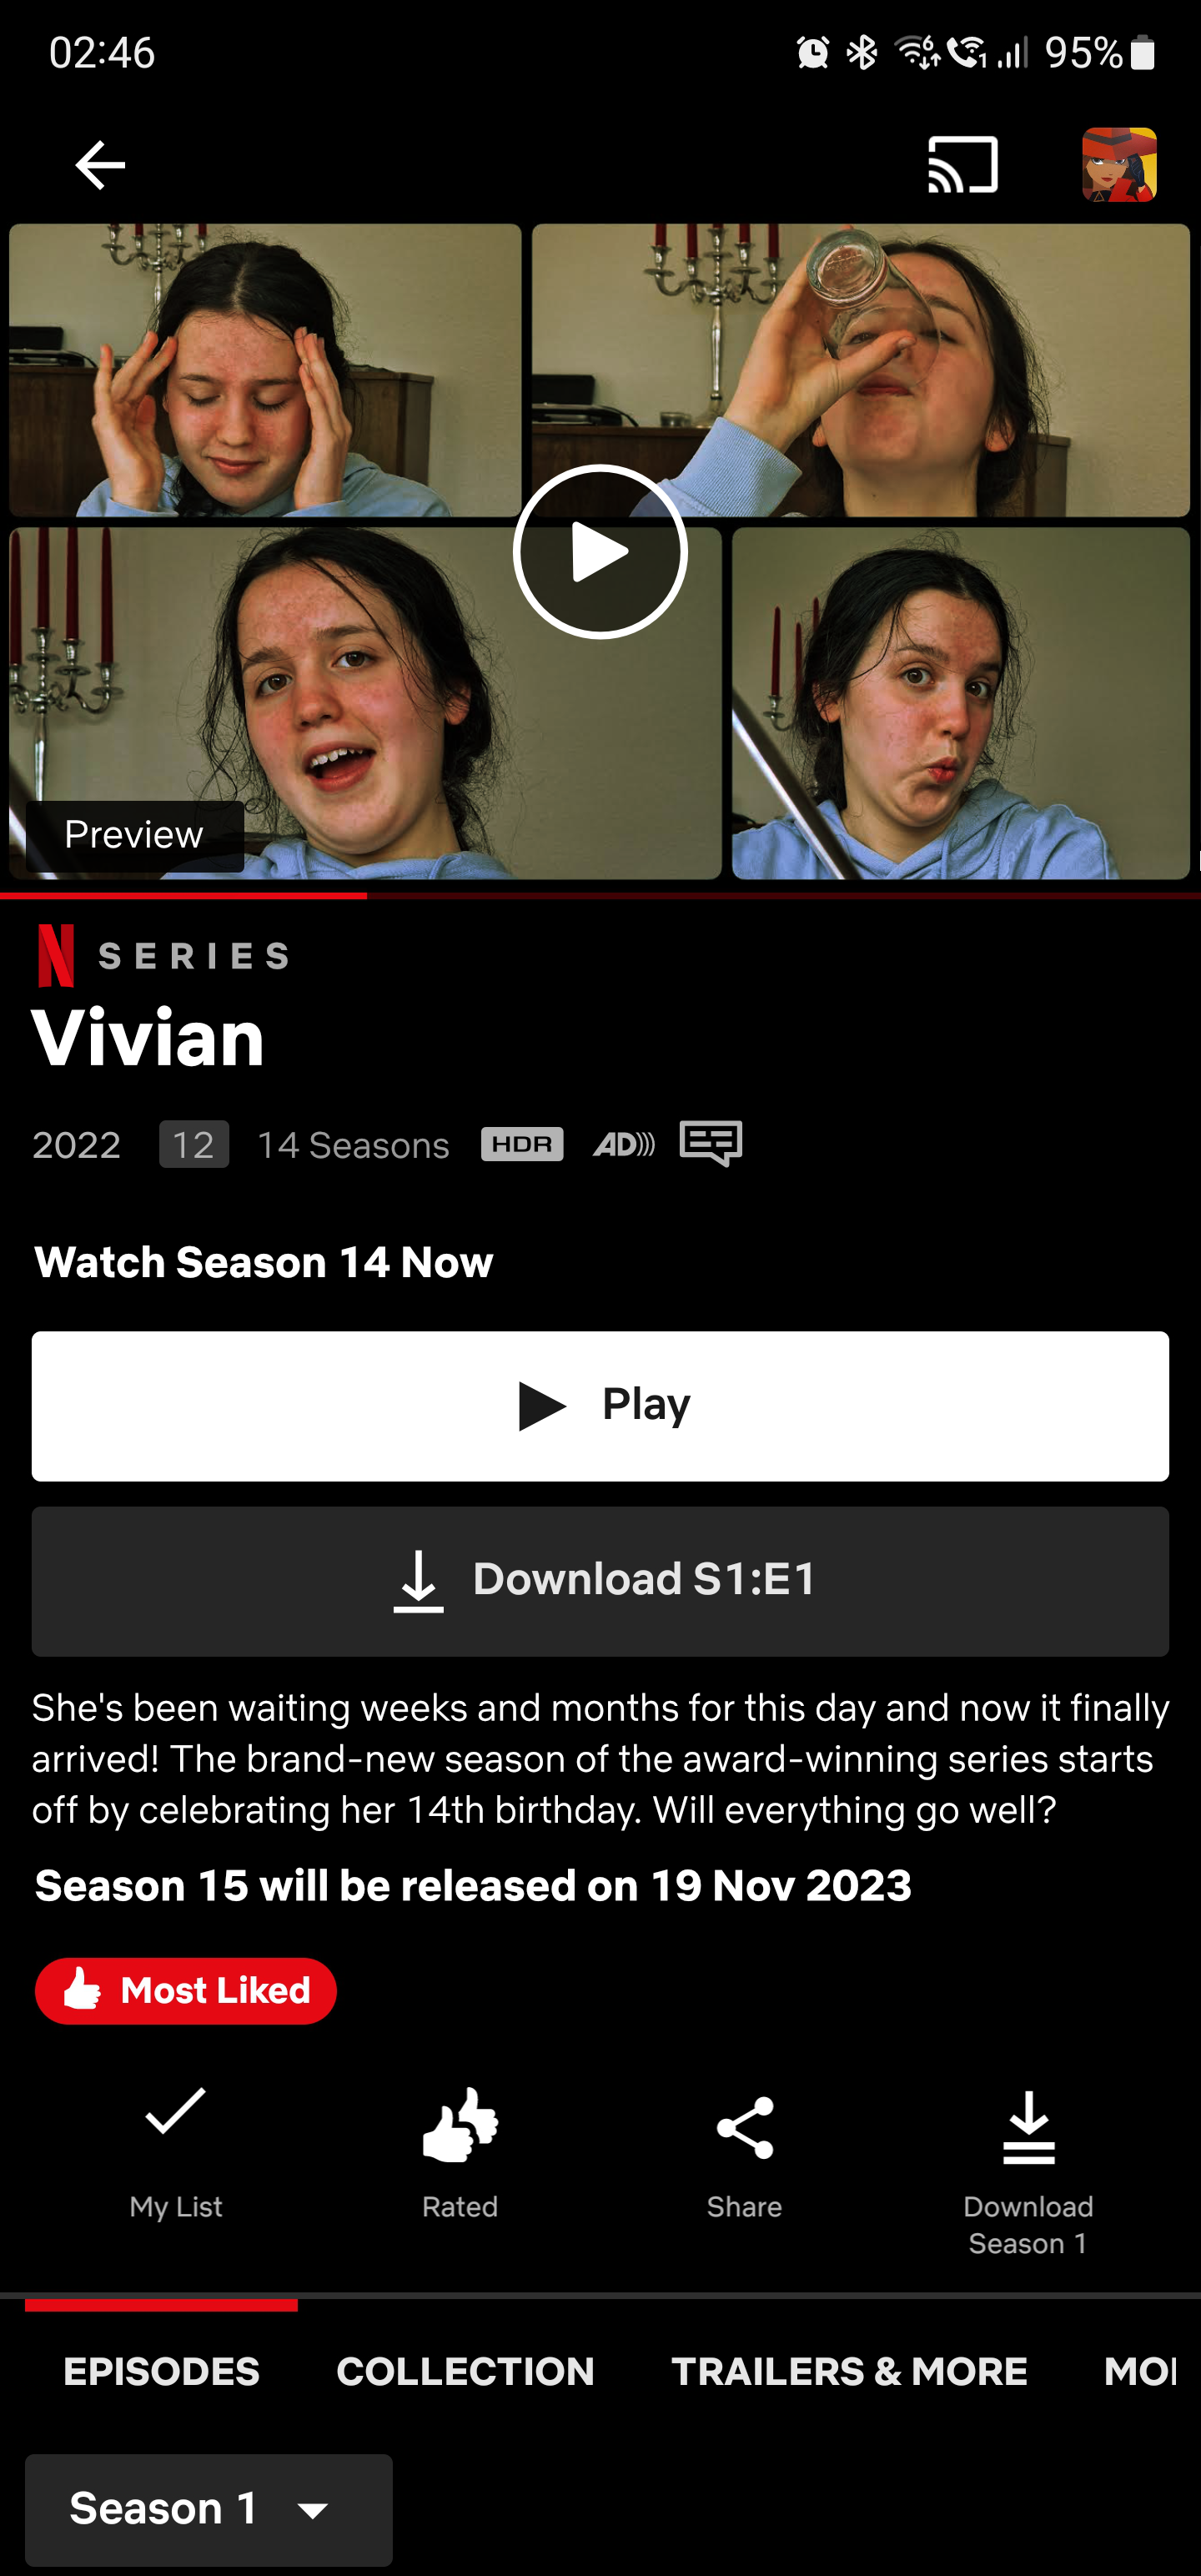 02:46
95%
Preview
N SERIES
Vivian
2022 12 14 Seasons HDR AD
Watch Season 14 Now
Play
Download S1:E1
She's been waiting weeks and months for this day and now it finally
arrived! The brand-new season of the award-winning series starts
off by celebrating her 14th birthday. Will everything go well?
Season 15 will be released on 19 Nov 2023
Most Liked
My List Rated Share Download
Season 1
EPISODES COLLECTION TRAILERS & MORE
Season 1